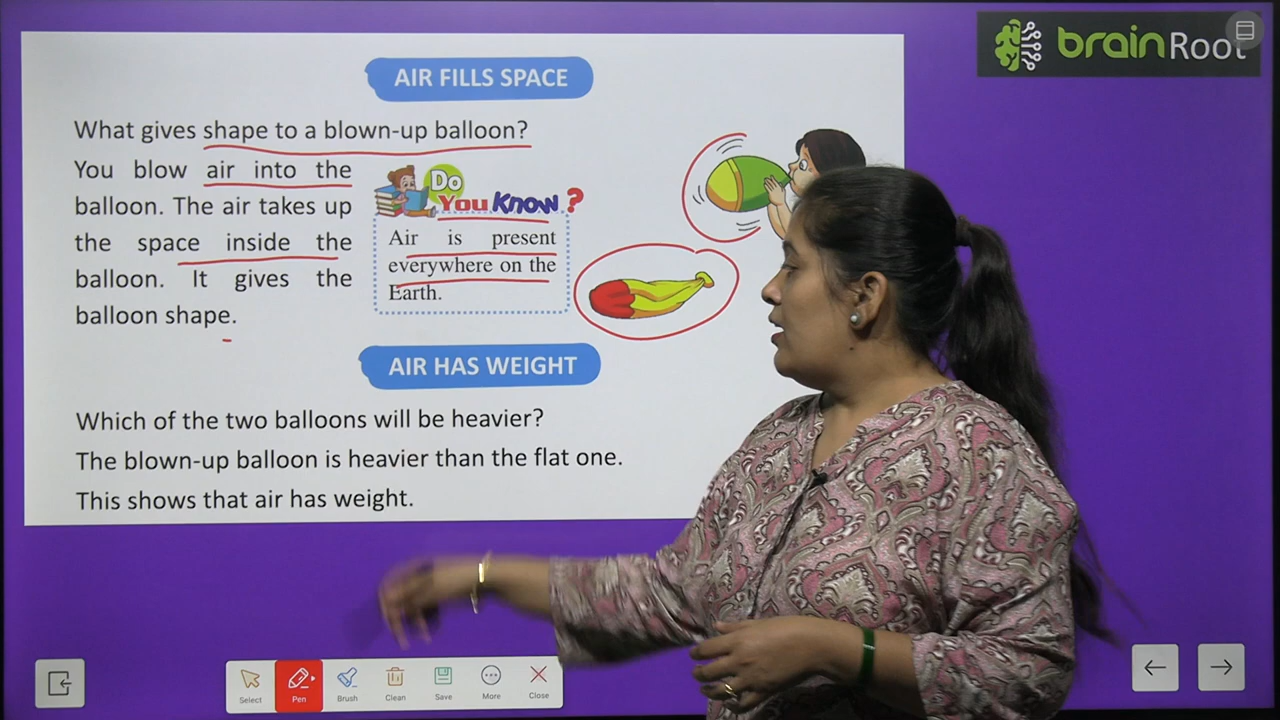 brainRoot
AIR FILLS SPACE
What gives shape to a blown-up balloon?
You blow air into the
balloon. The air takes up
the space inside the
balloon. It gives the
balloon shape.
Do
You Know?
Air is present
everywhere on the
Earth.
AIR HAS WEIGHT
Which of the two balloons will be heavier?
The blown-up balloon is heavier than the flat one.
This shows that air has weight.
Select
Pen
Brush
Clean
Save
More
Close